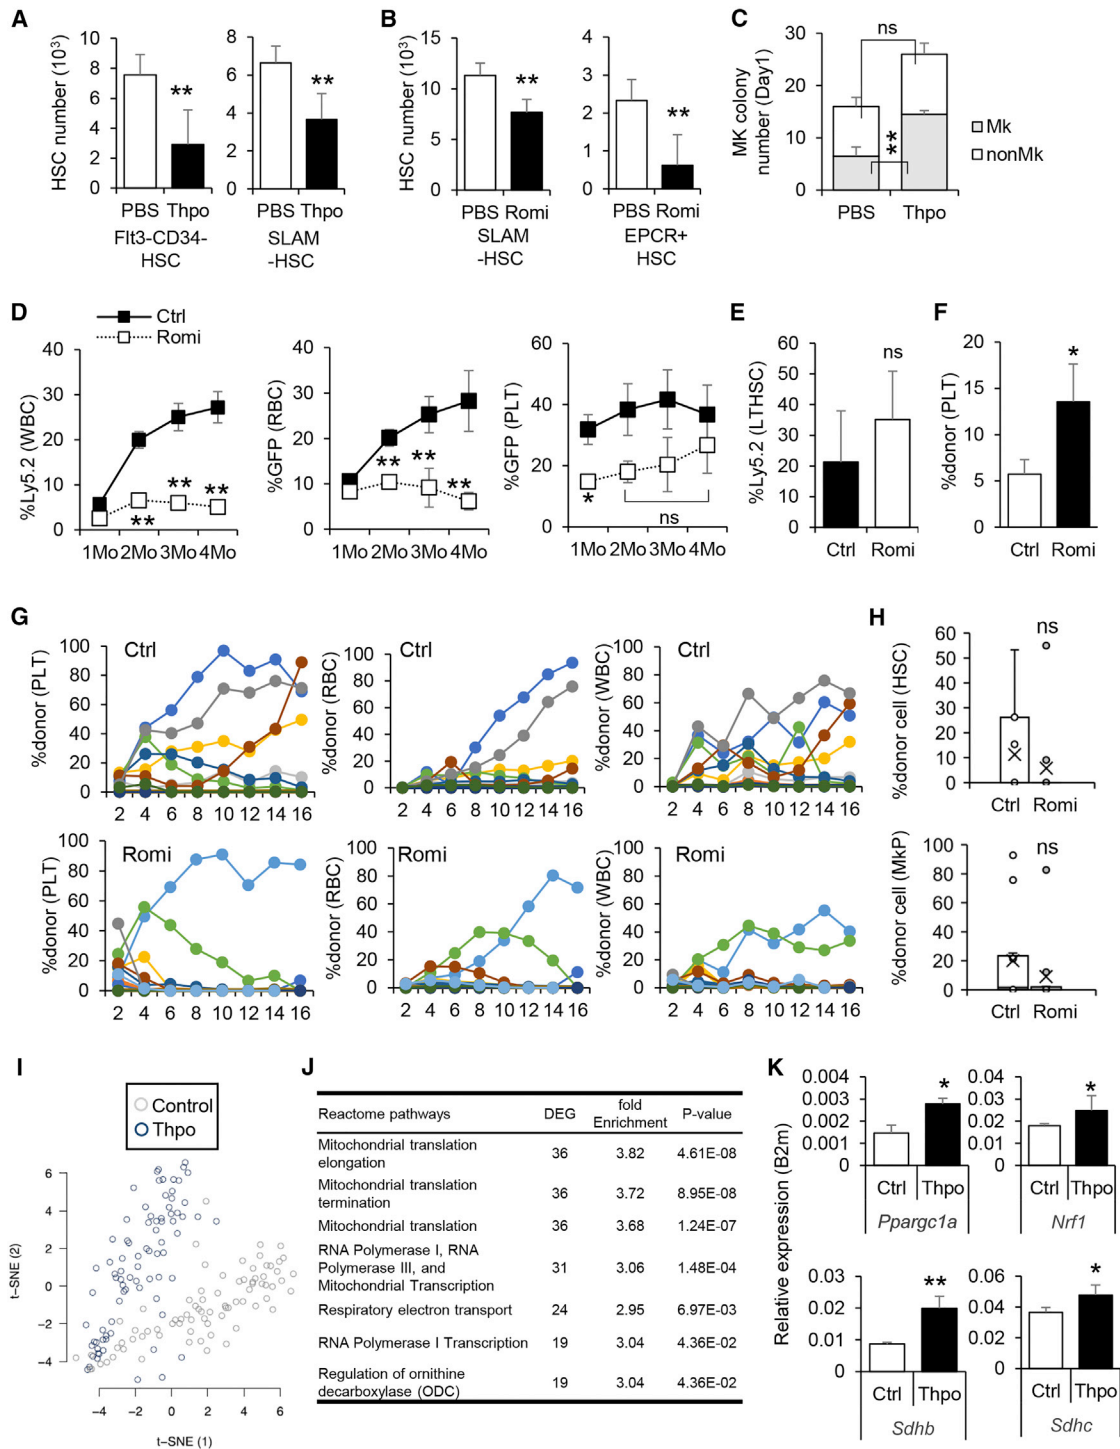 A
HSC number (10³)
10
8
6
4
2
0
**
PBS Thpo
Flt3-CD34-
HSC
8
6
4
2
0
**
PBS Thpo
SLAM
-HSC
B
HSC number (10³)
15
10
5
0
**
PBS Romi
SLAM
-HSC
4
3
2
1
0
**
PBS Romi
EPCR+
HSC
C
MK colony
number (Day1)
30
20
10
0
ns
**
PBS
Thpo
Mk
nonMk
D
Ctrl
Romi
%Ly5.2 (WBC)
40
30
20
10
0
**
**
**
1Mo 2Mo 3Mo 4Mo
%GFP (RBC)
40
30
20
10
0
**
**
**
1Mo 2Mo 3Mo 4Mo
%GFP (PLT)
60
40
20
0
*
ns
1Mo 2Mo 3Mo 4Mo
E
%Ly5.2 (LTHSC)
60
50
40
30
20
10
0
ns
Ctrl Romi
F
%donor (PLT)
20
15
10
5
0
*
Ctrl Romi
G
%donor (PLT)
100
80
60
40
20
0
Ctrl
2 4 6 8 10 12 14 16
%donor (RBC)
100
80
60
40
20
0
Ctrl
2 4 6 8 10 12 14 16
%donor (WBC)
100
80
60
40
20
0
Ctrl
2 4 6 8 10 12 14 16
%donor (PLT)
100
80
60
40
20
0
Romi
2 4 6 8 10 12 14 16
%donor (RBC)
100
80
60
40
20
0
Romi
2 4 6 8 10 12 14 16
%donor (WBC)
100
80
60
40
20
0
Romi
2 4 6 8 10 12 14 16
H
%donor cell (HSC)
60
50
40
30
20
10
0
ns
Ctrl Romi
%donor cell (MkP)
100
80
60
40
20
0
ns
Ctrl Romi
I
Control
Thpo
t-SNE (2)
6
4
2
0
−2
−4
−4 −2 0 2 4 6
t-SNE (1)
J
Reactome pathways DEG fold Enrichment P-value
Mitochondrial translation
elongation 36 3.82 4.61E-08
Mitochondrial translation
termination 36 3.72 8.95E-08
Mitochondrial translation 36 3.68 1.24E-07
RNA Polymerase I, RNA
Polymerase III, and 31 3.06 1.48E-04
Mitochondrial Transcription
Respiratory electron transport 24 2.95 6.97E-03
RNA Polymerase I Transcription 19 3.04 4.36E-02
Regulation of ornithine
decarboxylase (ODC) 19 3.04 4.36E-02
K
Relative expression (B2m)
0.004
0.003
0.002
0.001
0
*
Ctrl Thpo
Ppargc1a
0.04
0.03
0.02
0.01
0
*
Ctrl Thpo
Nrf1
0.03
0.02
0.01
0
**
Ctrl Thpo
Sdhb
0.06
0.04
0.02
0
*
Ctrl Thpo
Sdhc